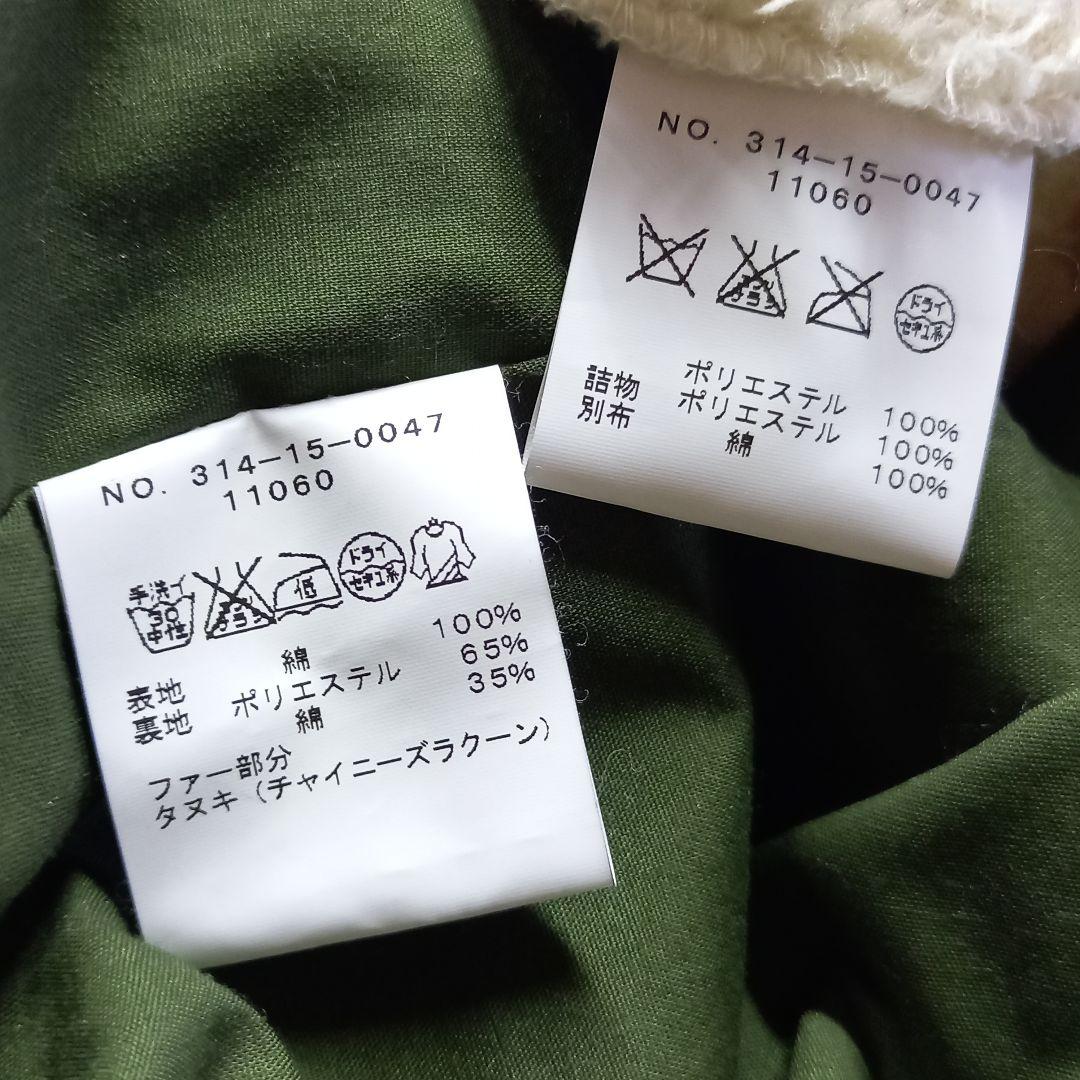 NO. 314-15-0047
11060
ドライ
セキユ系
詰物 ポリエステル 100%
別布 ポリエステル 100%
綿 100%
NO. 314-15-0047
11060
手洗イ
30
中性
低
ドライ
セキユ系
表地 綿 100%
裏地 ポリエステル 65%
綿 35%
ファー部分
タヌキ(チャイニーズラクーン)